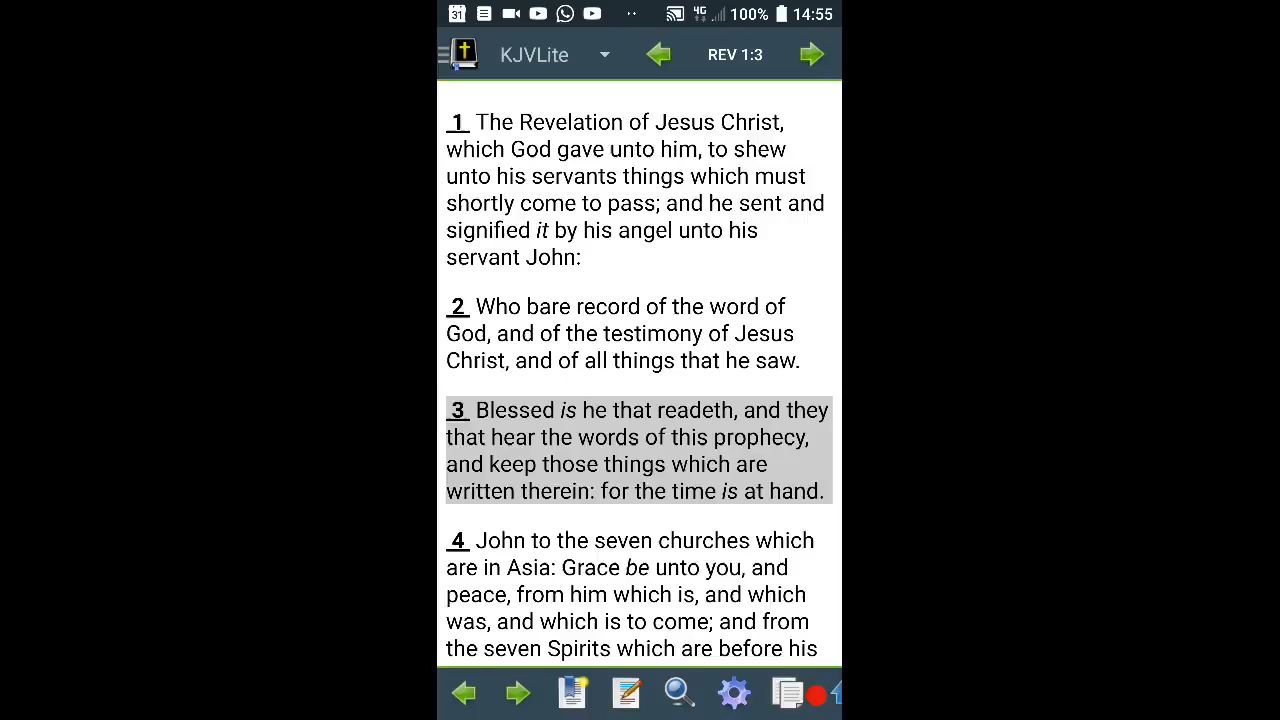 31 4G 100% 14:55
KJVLite REV 1:3
1 The Revelation of Jesus Christ,
which God gave unto him, to shew
unto his servants things which must
shortly come to pass; and he sent and
signified it by his angel unto his
servant John:
2 Who bare record of the word of
God, and of the testimony of Jesus
Christ, and of all things that he saw.
3 Blessed is he that readeth, and they
that hear the words of this prophecy,
and keep those things which are
written therein: for the time is at hand.
4 John to the seven churches which
are in Asia: Grace be unto you, and
peace, from him which is, and which
was, and which is to come; and from
the seven Spirits which are before his